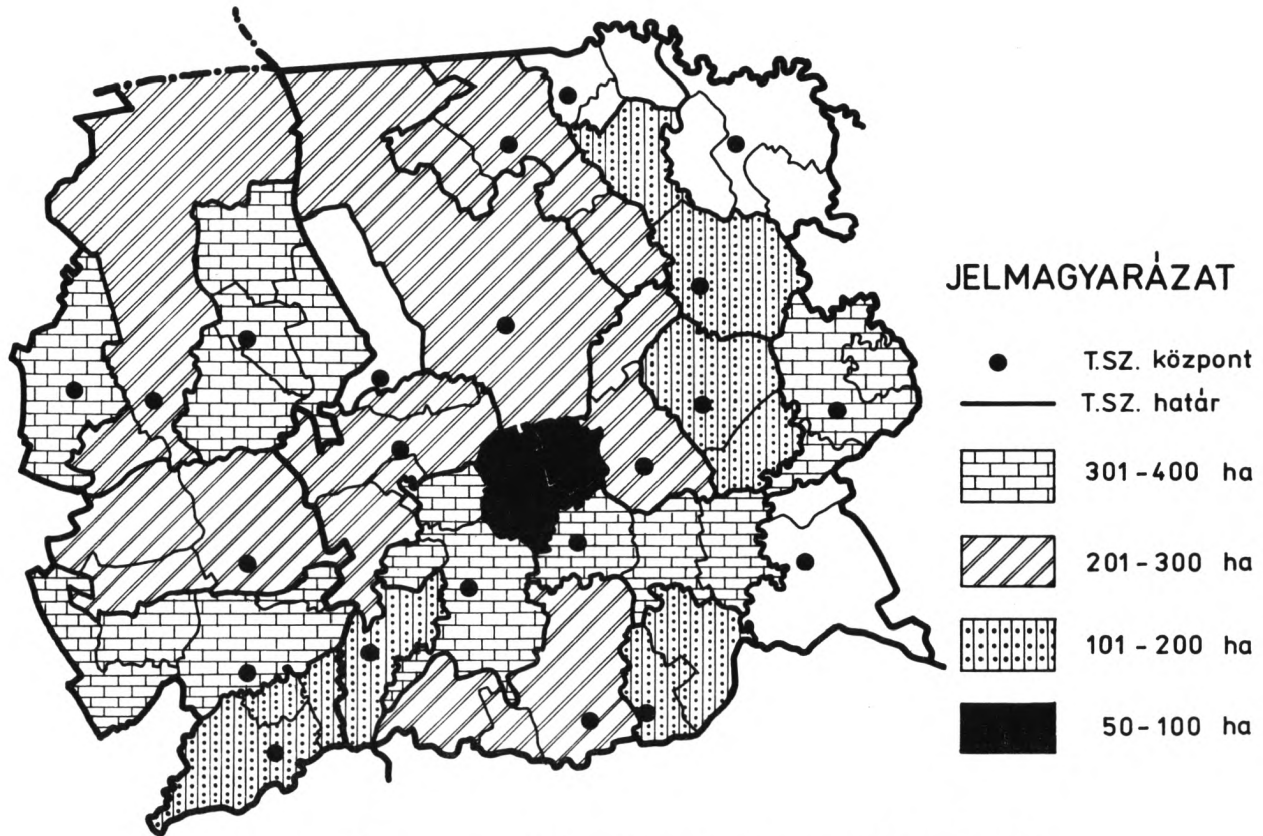 JELMAGYARÁZAT
T.SZ. központ
T.SZ. határ
301-400 ha
201-300 ha
101-200 ha
50-100 ha